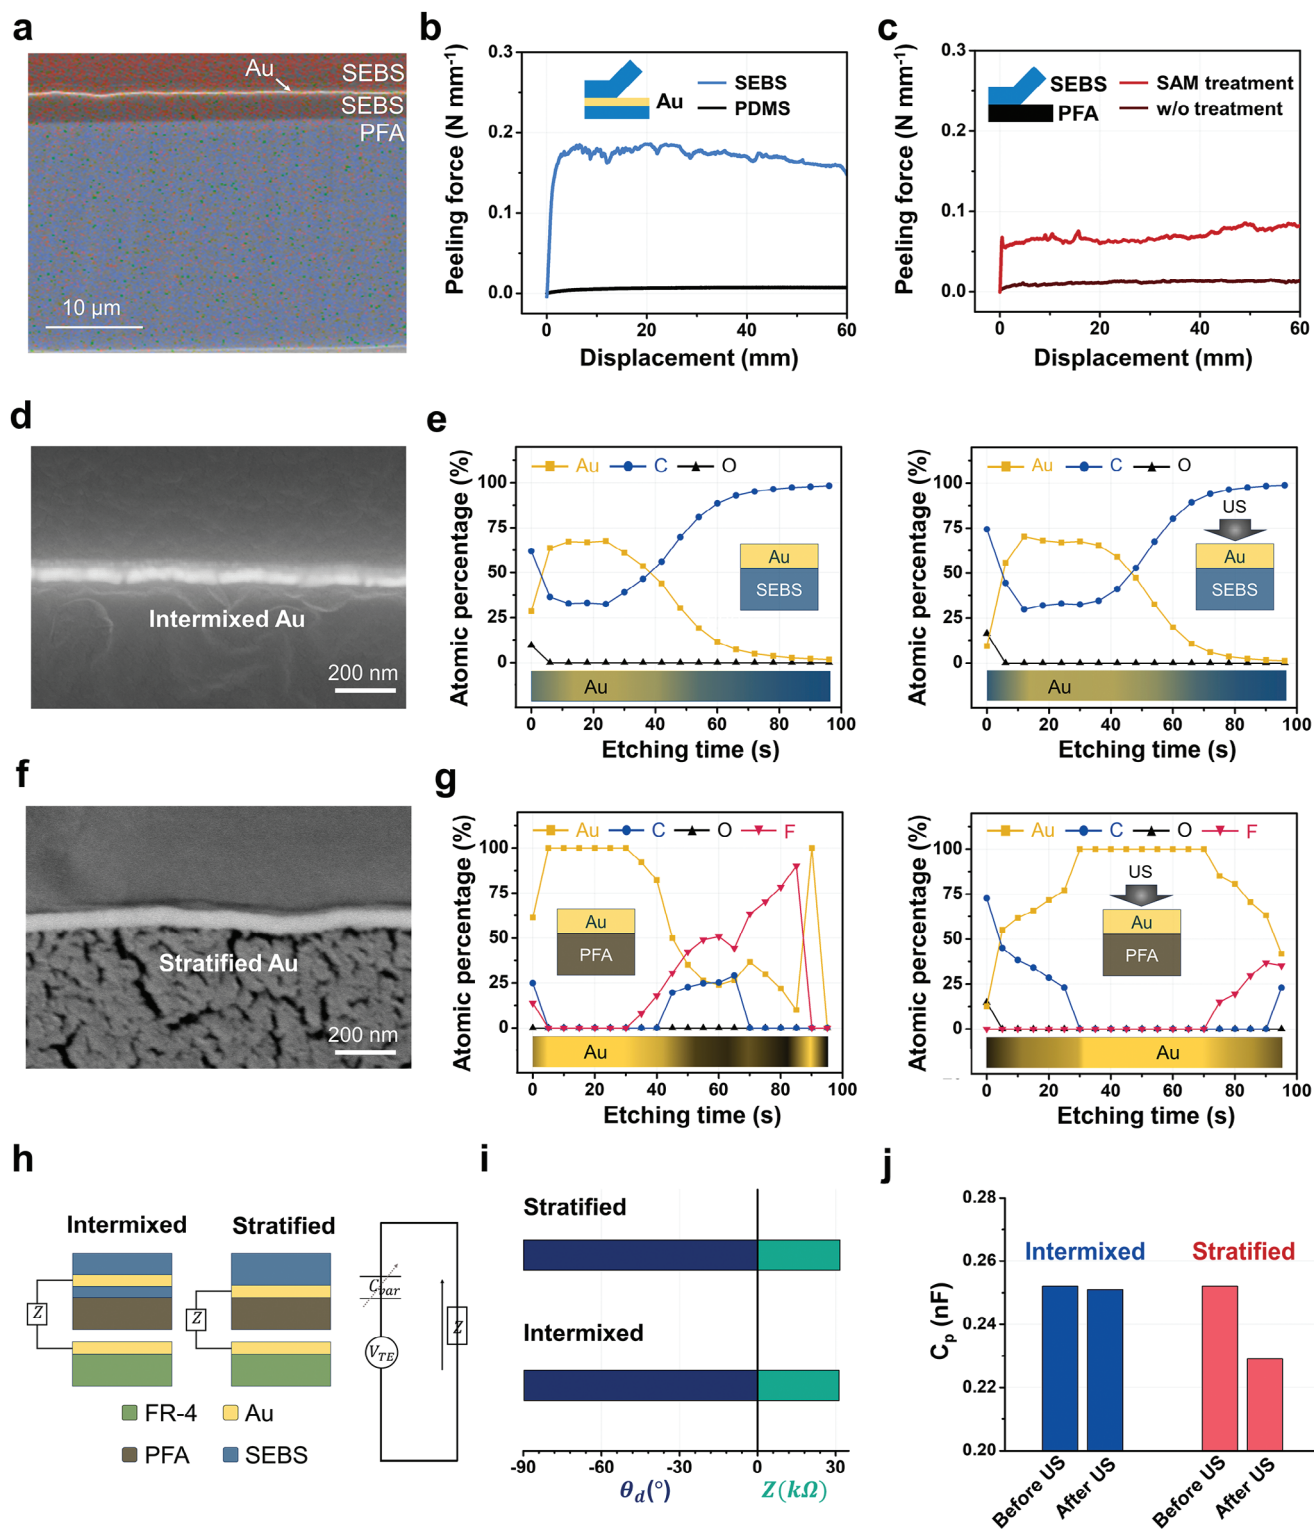 a
Au
SEBS
SEBS
PFA
10 μm
b
Peeling force (N mm⁻¹)
0.3
0.2
0.1
0.0
Au
SEBS
PDMS
0
20
40
60
Displacement (mm)
c
Peeling force (N mm⁻¹)
0.3
0.2
0.1
0.0
SEBS
PFA
SAM treatment
w/o treatment
0
20
40
60
Displacement (mm)
d
Intermixed Au
200 nm
e
Atomic percentage (%)
100
75
50
25
0
Au
C
O
Au
SEBS
Au
0
20
40
60
80
100
Etching time (s)
Atomic percentage (%)
100
75
50
25
0
Au
C
O
US
Au
SEBS
Au
0
20
40
60
80
100
Etching time (s)
f
Stratified Au
200 nm
g
Atomic percentage (%)
100
75
50
25
0
Au
C
O
F
Au
PFA
Au
0
20
40
60
80
100
Etching time (s)
Atomic percentage (%)
100
75
50
25
0
Au
C
O
F
US
Au
PFA
Au
0
20
40
60
80
100
Etching time (s)
h
Intermixed
Stratified
Z
Z
C_var
V_TE
Z
FR-4
Au
PFA
SEBS
i
Stratified
Intermixed
-90
-60
-30
0
30
θ_d(°)
Z(kΩ)
j
C_p (nF)
0.28
0.26
0.24
0.22
0.20
Intermixed
Stratified
Before US
After US
Before US
After US